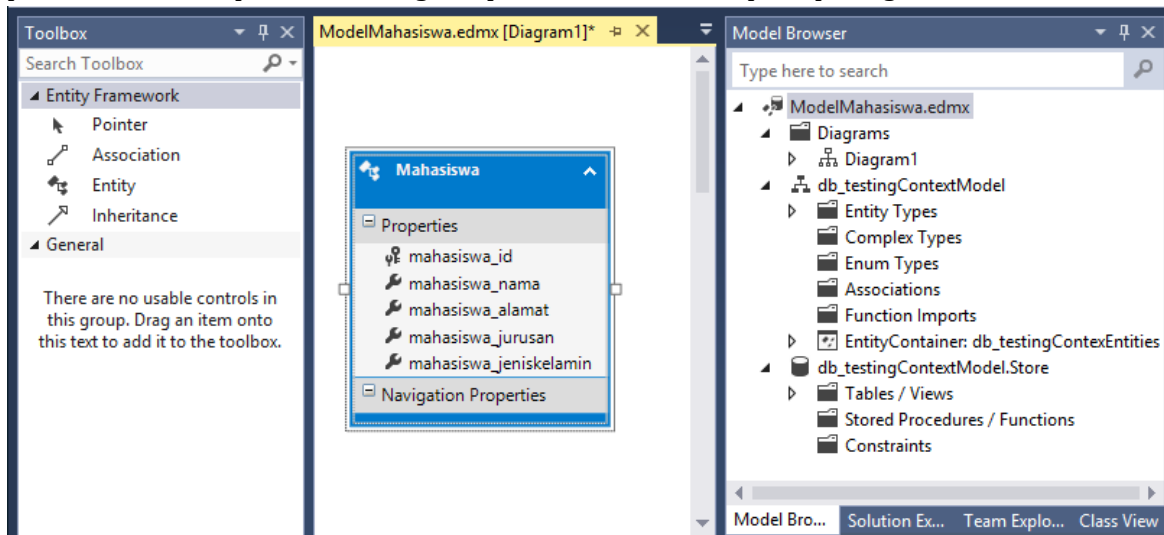 Toolbox
Search Toolbox
Entity Framework
Pointer
Association
Entity
Inheritance
General
There are no usable controls in
this group. Drag an item onto
this text to add it to the toolbox.
ModelMahasiswa.edmx [Diagram1]*
Mahasiswa
Properties
mahasiswa_id
mahasiswa_nama
mahasiswa_alamat
mahasiswa_jurusan
mahasiswa_jeniskelamin
Navigation Properties
Model Browser
Type here to search
ModelMahasiswa.edmx
Diagrams
Diagram1
db_testingContextModel
Entity Types
Complex Types
Enum Types
Associations
Function Imports
EntityContainer: db_testingContexEntities
db_testingContextModel.Store
Tables / Views
Stored Procedures / Functions
Constraints
Model Bro... Solution Ex... Team Explo... Class View